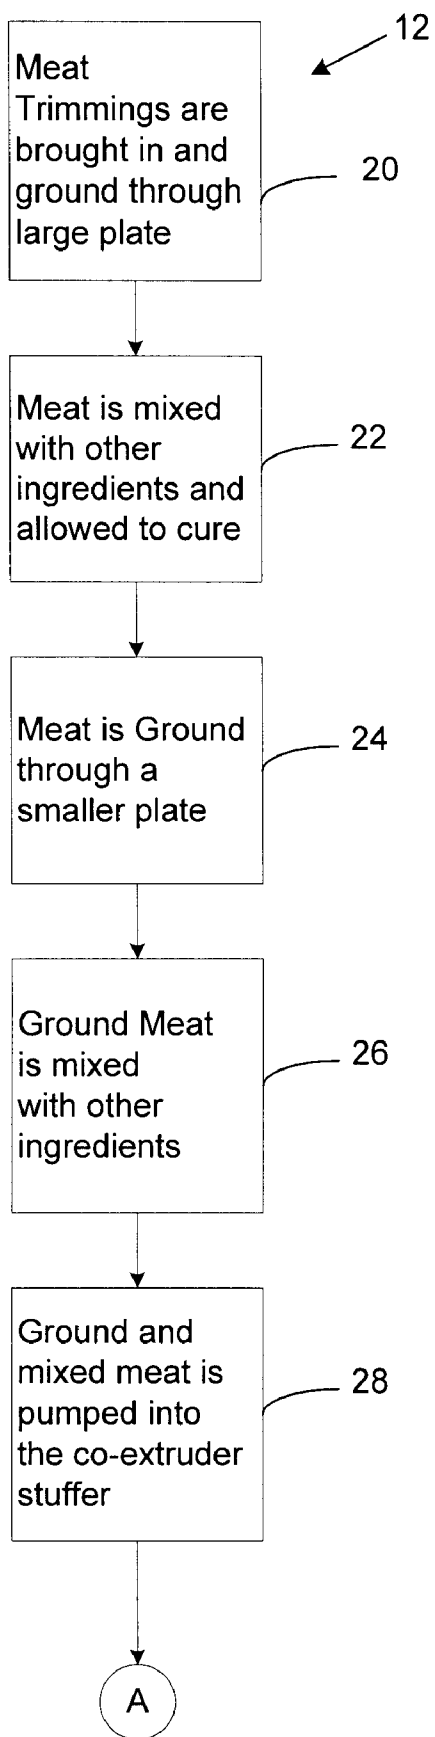 12
Meat
Trimmings are
brought in and
ground through
large plate
20
Meat is mixed
with other
ingredients and
allowed to cure
22
Meat is Ground
through a
smaller plate
24
Ground Meat
is mixed
with other
ingredients
26
Ground and
mixed meat is
pumped into
the co-extruder
stuffer
28
A